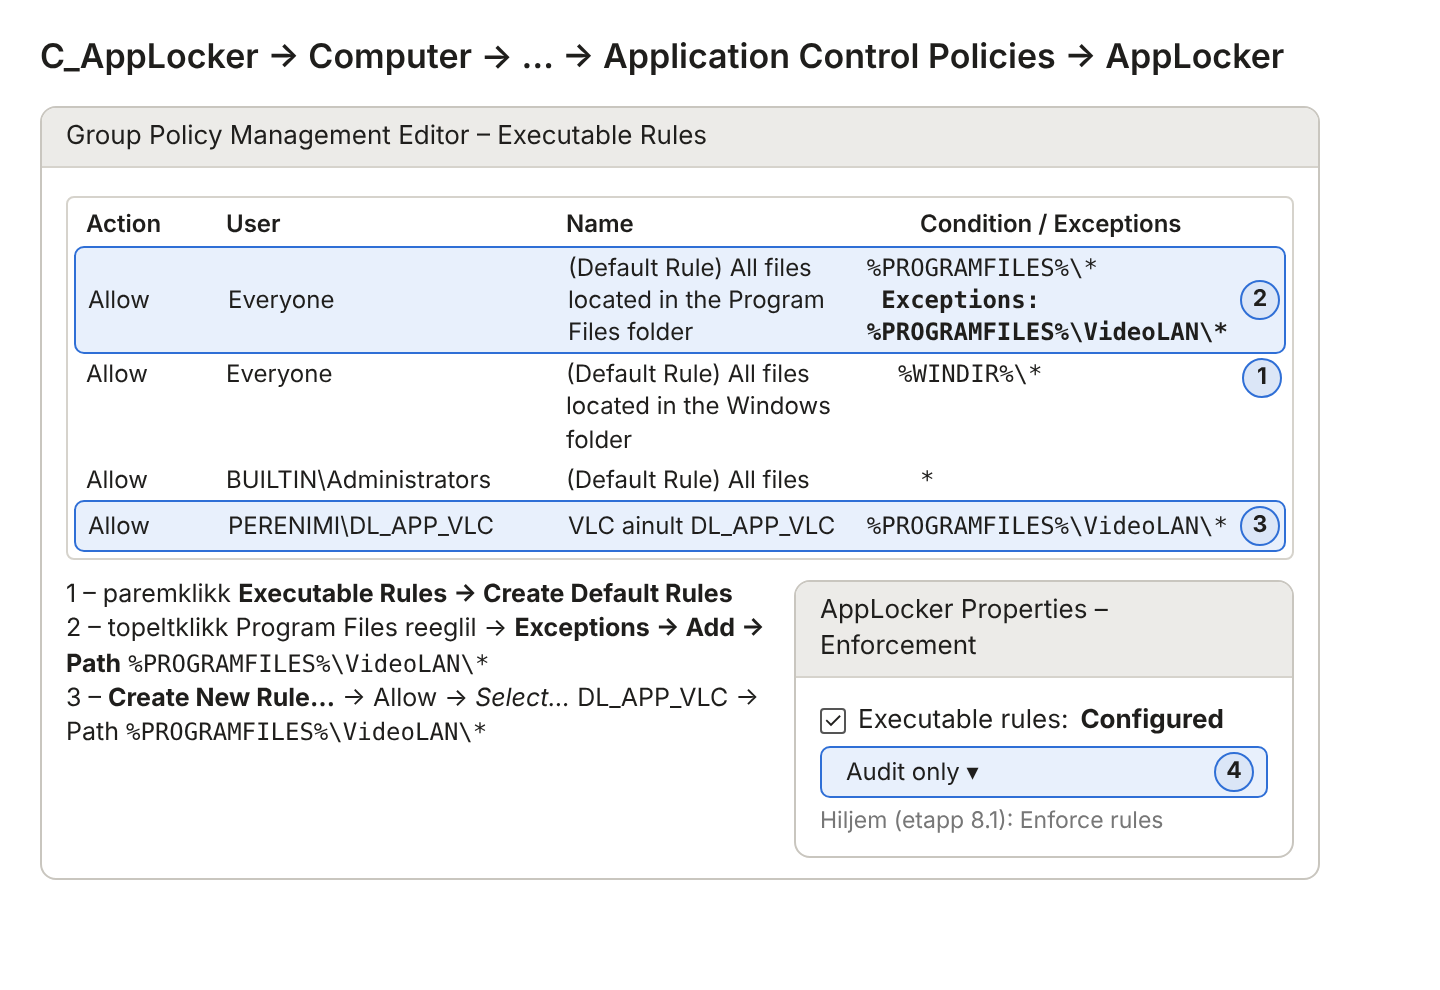 C_AppLocker → Computer → ... → Application Control Policies → AppLocker
Group Policy Management Editor – Executable Rules
Action User Name Condition / Exceptions
(Default Rule) All files %PROGRAMFILES%\*
Allow Everyone located in the Program Exceptions: 2
Files folder %PROGRAMFILES%\VideoLAN\*
Allow Everyone (Default Rule) All files %WINDIR%\* 1
located in the Windows
folder
Allow BUILTIN\Administrators (Default Rule) All files *
Allow PERENIMI\DL_APP_VLC VLC ainult DL_APP_VLC %PROGRAMFILES%\VideoLAN\* 3
1 – paremklikk Executable Rules → Create Default Rules
2 – topeltklikk Program Files reeglil → Exceptions → Add →
Path %PROGRAMFILES%\VideoLAN\*
3 – Create New Rule... → Allow → Select... DL_APP_VLC →
Path %PROGRAMFILES%\VideoLAN\*
AppLocker Properties –
Enforcement
Executable rules: Configured
Audit only ▾ 4
Hiljem (etapp 8.1): Enforce rules